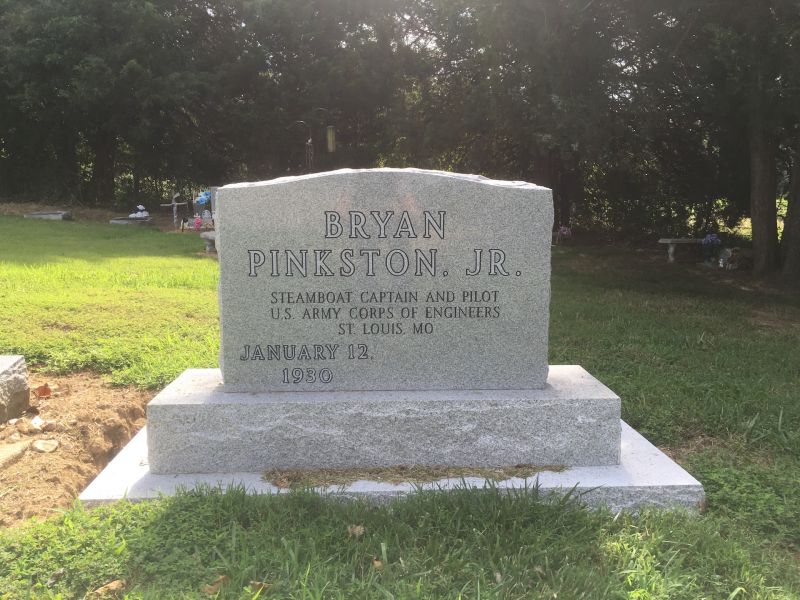 BRYAN
PINKSTON, JR.
STEAMBOAT CAPTAIN AND PILOT
U.S. ARMY CORPS OF ENGINEERS
ST. LOUIS, MO
JANUARY 12,
1930